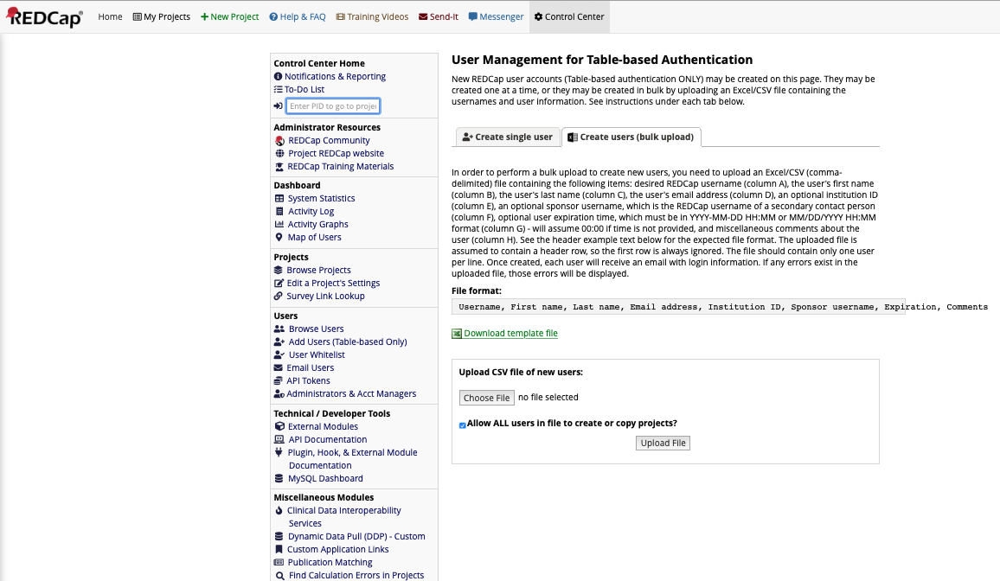 REDCap Home My Projects New Project Help & FAQ Training Videos Send-It Messenger Control Center
Control Center Home
Notifications & Reporting
To-Do List
Enter PID to go to proje
Administrator Resources
REDCap Community
Project REDCap website
REDCap Training Materials
Dashboard
System Statistics
Activity Log
Activity Graphs
Map of Users
Projects
Browse Projects
Edit a Project's Settings
Survey Link Lookup
Users
Browse Users
Add Users (Table-based Only)
User Whitelist
Email Users
API Tokens
Administrators & Acct Managers
Technical / Developer Tools
External Modules
API Documentation
Plugin, Hook, & External Module
Documentation
MySQL Dashboard
Miscellaneous Modules
Clinical Data Interoperability
Services
Dynamic Data Pull (DDP) - Custom
Custom Application Links
Publication Matching
Find Calculation Errors in Projects
User Management for Table-based Authentication
New REDCap user accounts (Table-based authentication ONLY) may be created on this page. They may be
created one at a time, or they may be created in bulk by uploading an Excel/CSV file containing the
usernames and user information. See instructions under each tab below.
Create single user Create users (bulk upload)
In order to perform a bulk upload to create new users, you need to upload an Excel/CSV (comma-
delimited) file containing the following items: desired REDCap username (column A), the user's first name
(column B), the user's last name (column C), the user's email address (column D), an optional institution ID
(column E), an optional sponsor username, which is the REDCap username of a secondary contact person
(column F), optional user expiration time, which must be in YYYY-MM-DD HH:MM or MM/DD/YYYY HH:MM
format (column G) - will assume 00:00 if time is not provided, and miscellaneous comments about the
user (column H). See the header example text below for the expected file format. The uploaded file is
assumed to contain a header row, so the first row is always ignored. The file should contain only one user
per line. Once created, each user will receive an email with login information. If any errors exist in the
uploaded file, those errors will be displayed.
File format:
Username, First name, Last name, Email address, Institution ID, Sponsor username, Expiration, Comments
Download template file
Upload CSV file of new users:
Choose File no file selected
Allow ALL users in file to create or copy projects?
Upload File